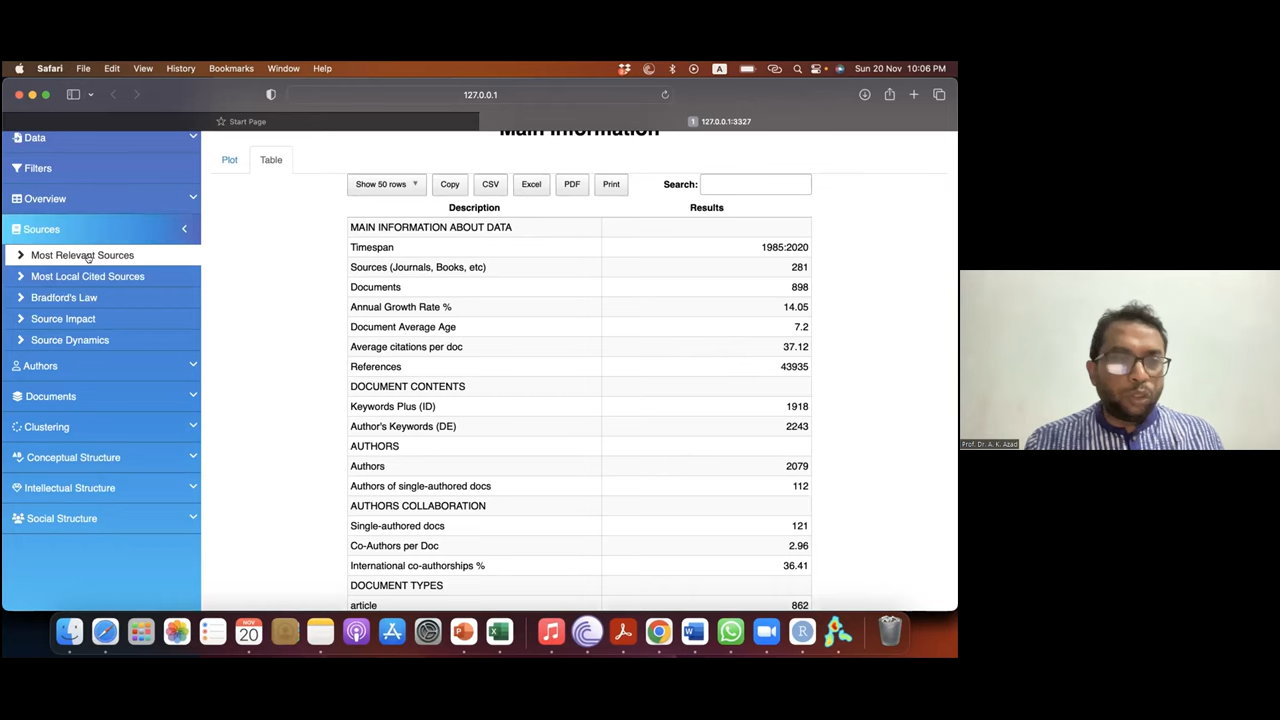 Safari File Edit View History Bookmarks Window Help A Sun 20 Nov 10:06 PM
127.0.0.1
Start Page
1 127.0.0.1:3327
Data
Filters
Overview
Sources
Most Relevant Sources
Most Local Cited Sources
Bradford's Law
Source Impact
Source Dynamics
Authors
Documents
Clustering
Conceptual Structure
Intellectual Structure
Social Structure
Main Information
Plot Table
Show 50 rows Copy CSV Excel PDF Print Search:
Description Results
MAIN INFORMATION ABOUT DATA
Timespan 1985:2020
Sources (Journals, Books, etc) 281
Documents 898
Annual Growth Rate % 14.05
Document Average Age 7.2
Average citations per doc 37.12
References 43935
DOCUMENT CONTENTS
Keywords Plus (ID) 1918
Author's Keywords (DE) 2243
AUTHORS
Authors 2079
Authors of single-authored docs 112
AUTHORS COLLABORATION
Single-authored docs 121
Co-Authors per Doc 2.96
International co-authorships % 36.41
DOCUMENT TYPES
article 862
NOV
20
Prof. Dr. A. K. Azad